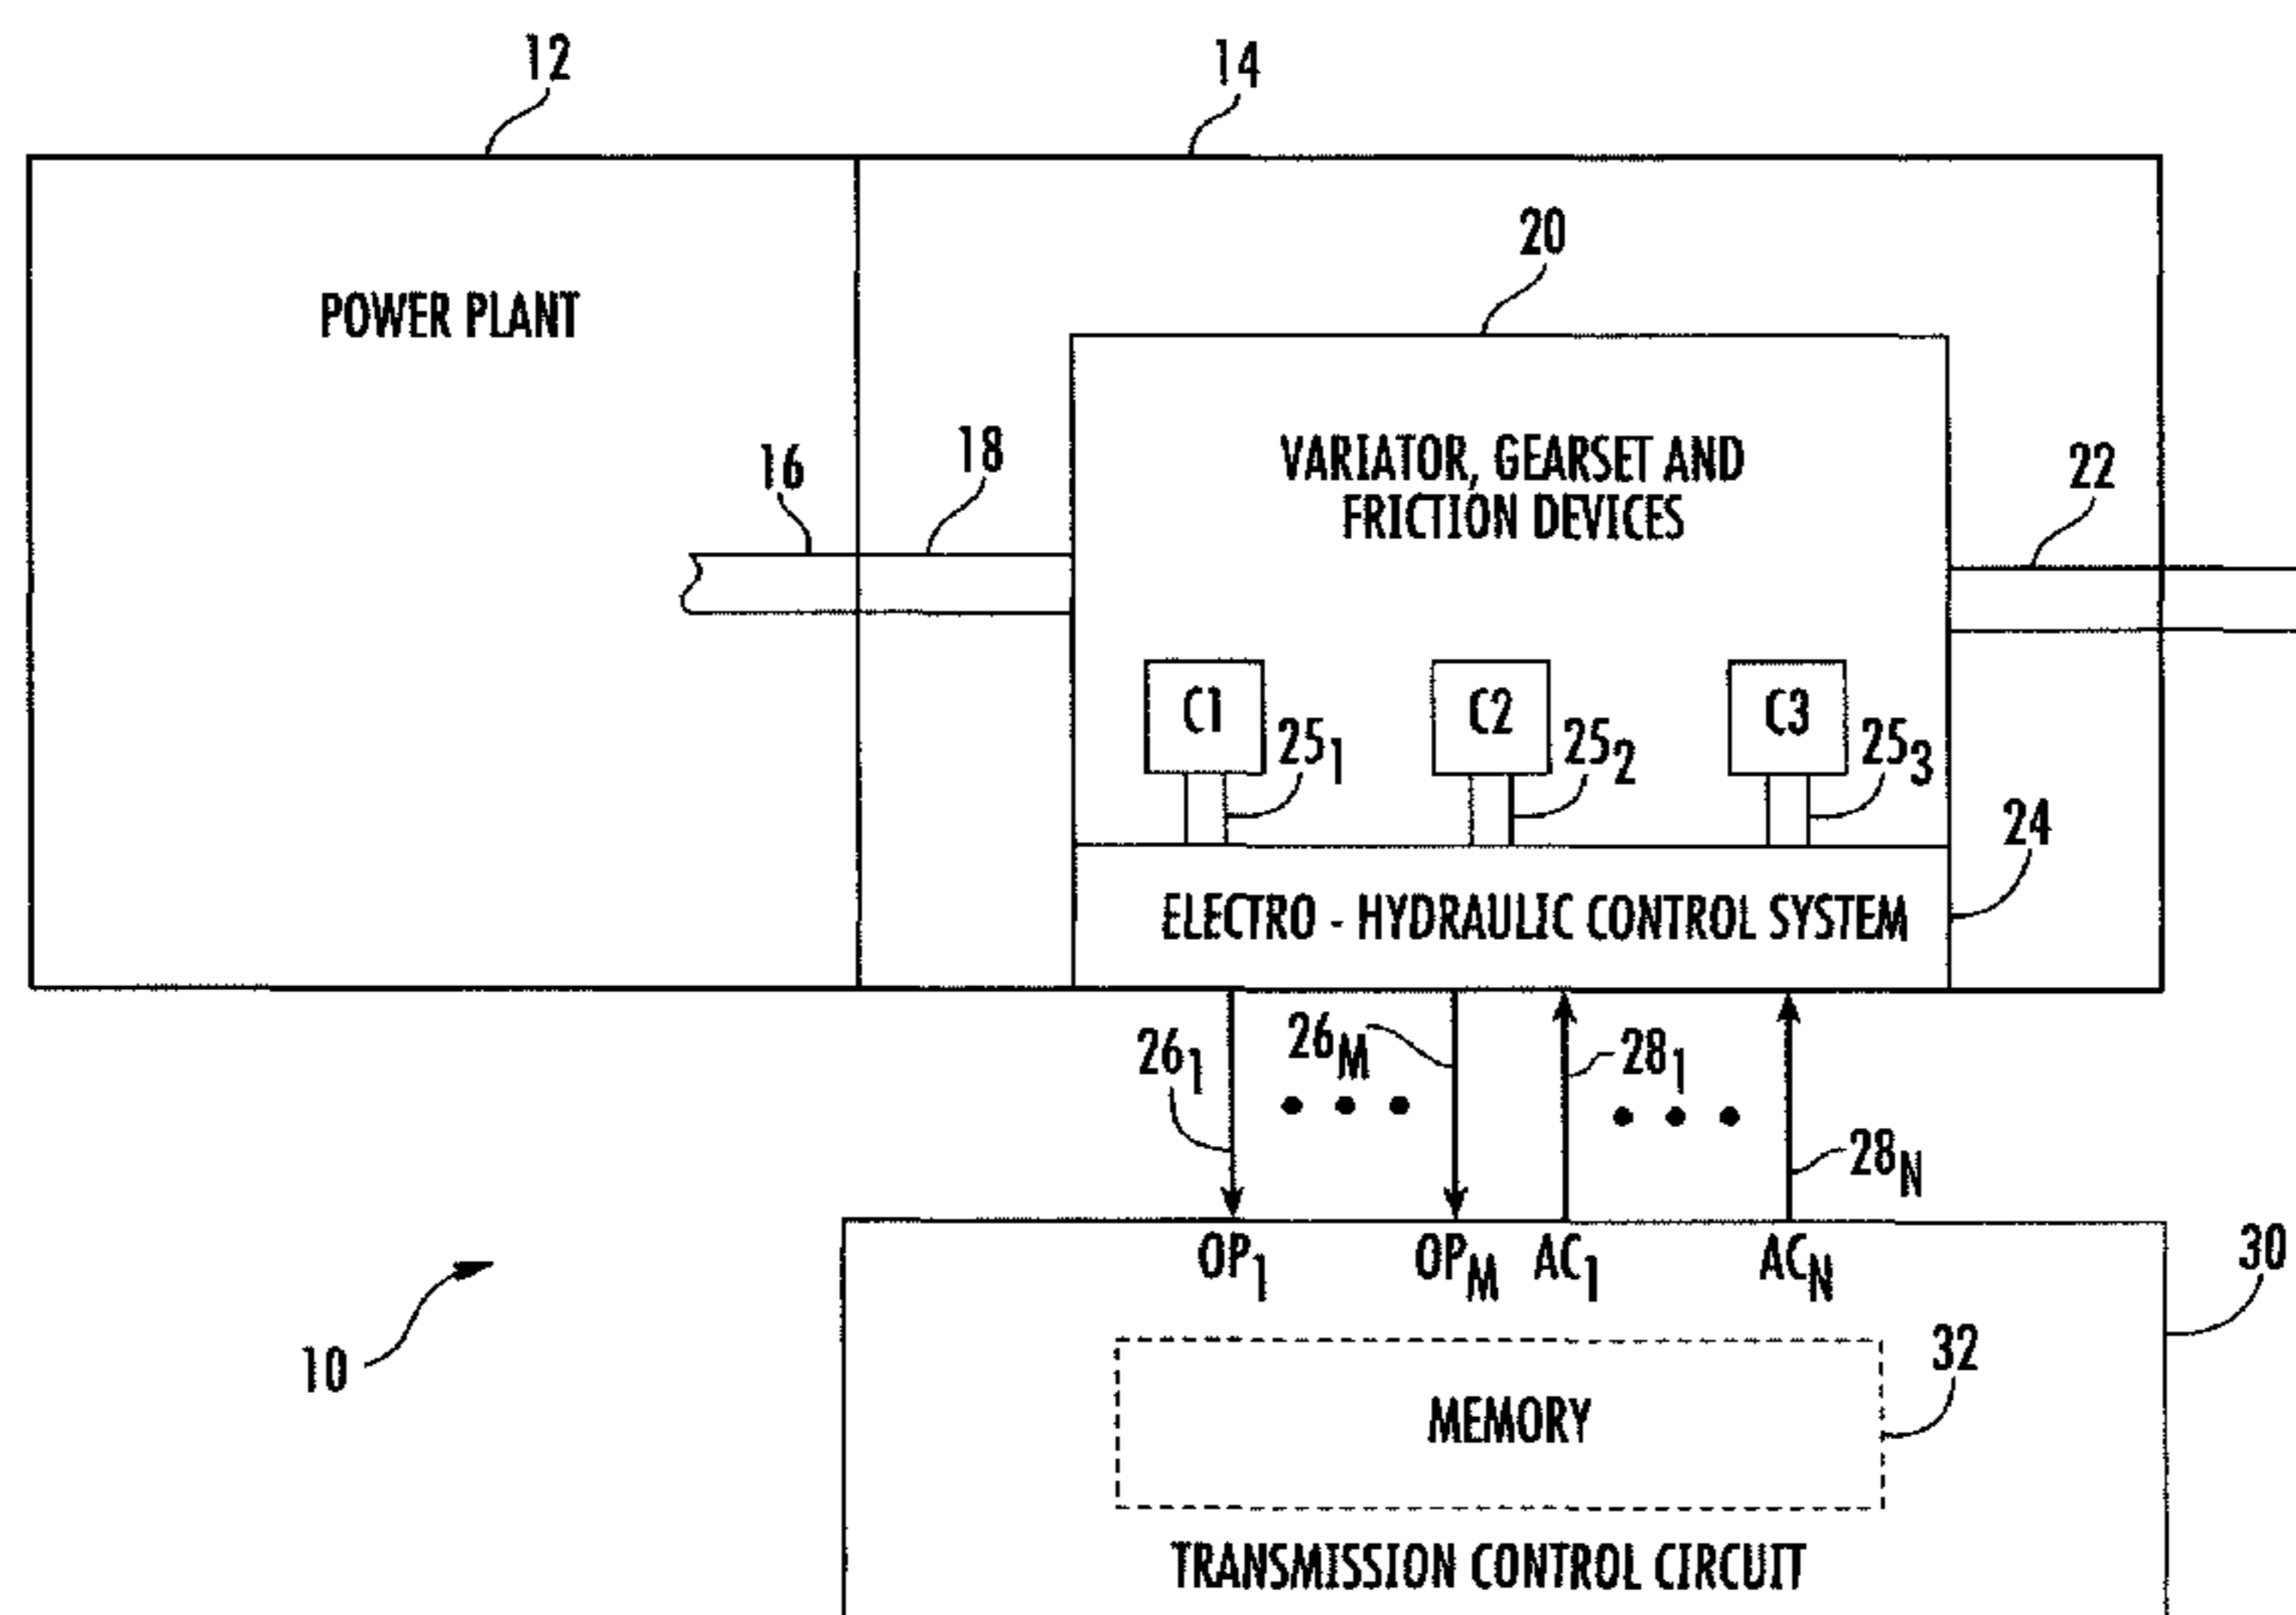 12
14
20
POWER PLANT
16
18
VARIATOR, GEARSET AND
FRICTION DEVICES
22
C1
C2
C3
25₁
25₂
25₃
24
ELECTRO - HYDRAULIC CONTROL SYSTEM
26₁
26M
28₁
28N
OP₁
OPM
AC₁
ACN
30
10
32
MEMORY
TRANSMISSION CONTROL CIRCUIT